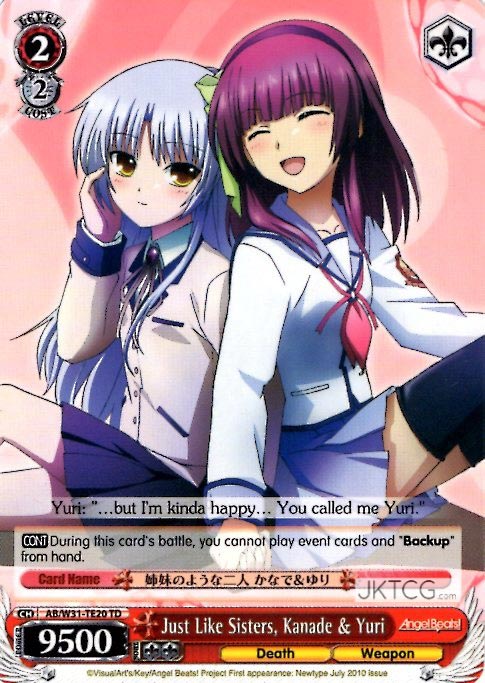 LEVEL
2
2
COST
Yuri: "...but I'm kinda happy... You called me Yuri."
CONT During this card's battle, you cannot play event cards and "Backup"
from hand.
Card Name 姉妹のような二人 かなで&ゆり
JKTCG.com
CH AB/W31-TE20 TD
POWER 9500 SOUL
Just Like Sisters, Kanade & Yuri
Angel Beats!
Death Weapon
©VisualArt's/Key/Angel Beats! Project First appearance: Newtype July 2010 issue